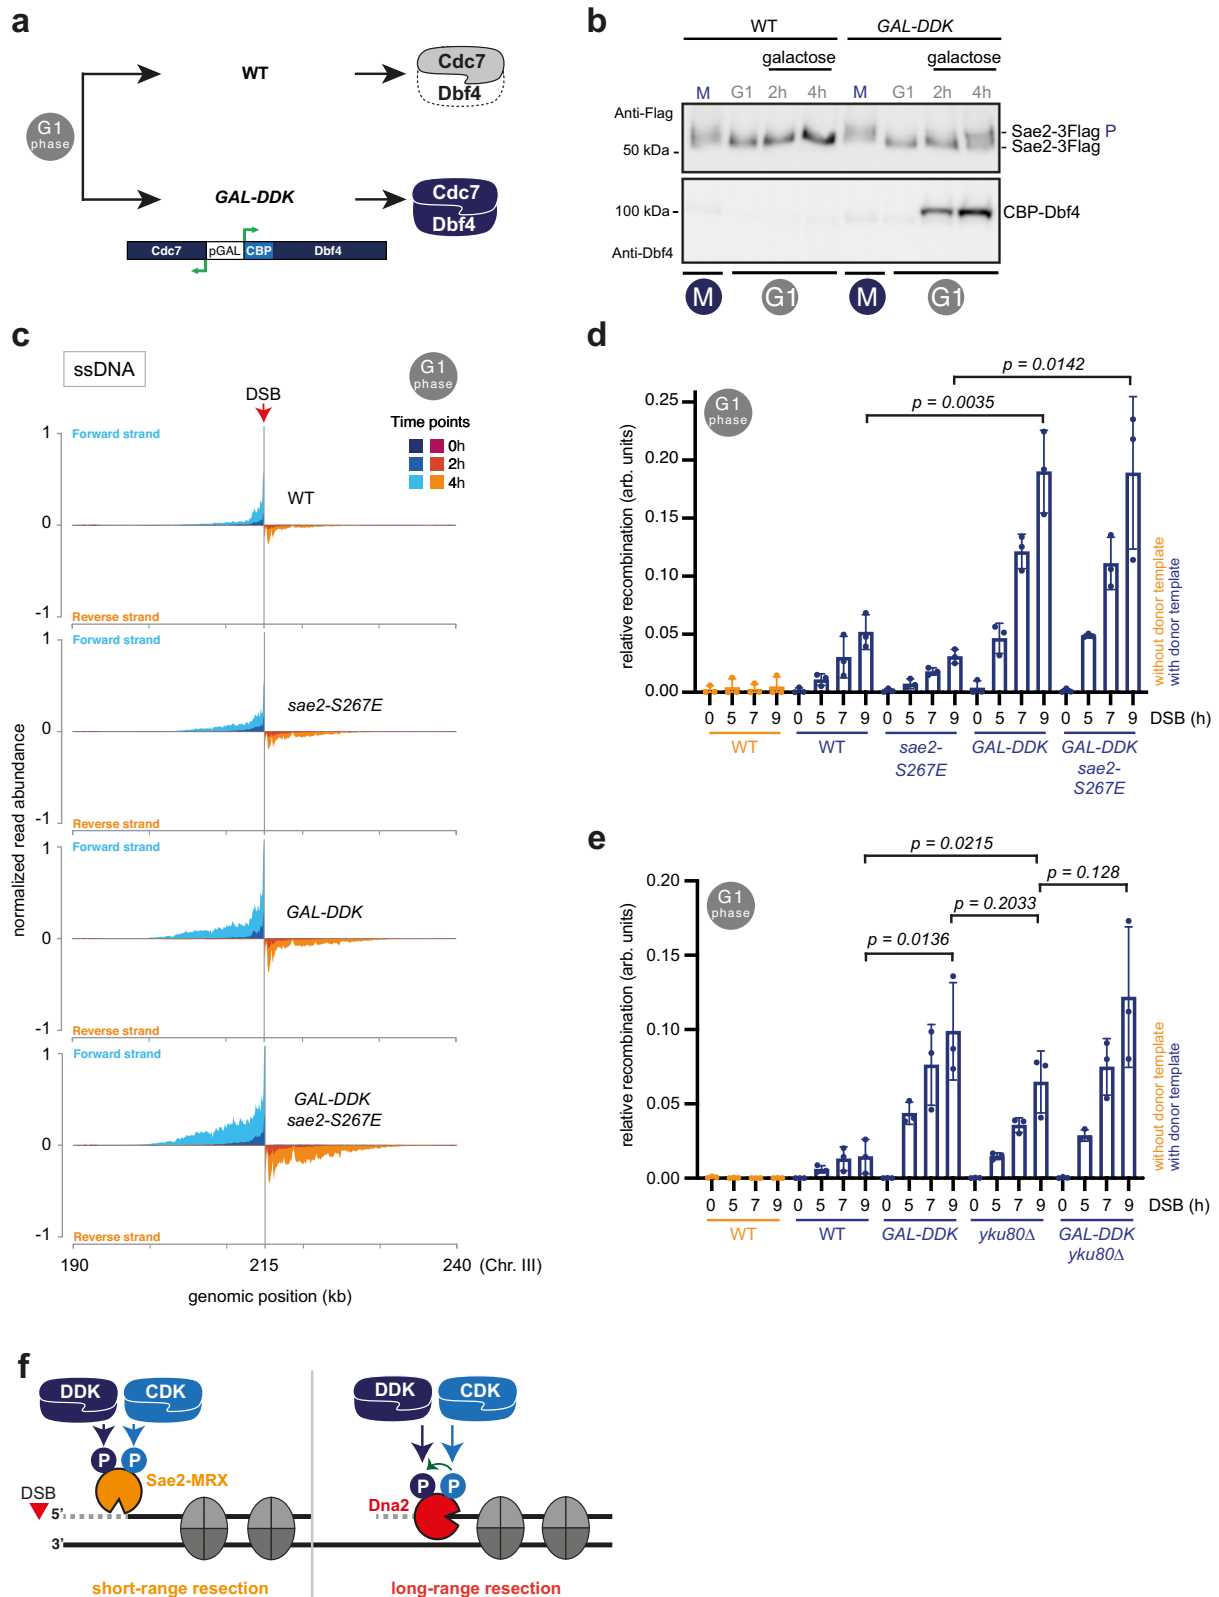 a
G1
phase
WT
Cdc7
Dbf4
GAL-DDK
Cdc7
Dbf4
Cdc7 pGAL CBP Dbf4
b
WT GAL-DDK
galactose galactose
M G1 2h 4h M G1 2h 4h
Anti-Flag
Sae2-3Flag P
Sae2-3Flag
50 kDa
100 kDa
CBP-Dbf4
Anti-Dbf4
M G1 M G1
c
ssDNA
G1
phase
DSB
Time points
0h
2h
4h
normalized read abundance
1
Forward strand
WT
0
-1
Reverse strand
1
Forward strand
sae2-S267E
0
-1
Reverse strand
1
Forward strand
GAL-DDK
0
-1
Reverse strand
1
Forward strand
GAL-DDK
sae2-S267E
0
-1
Reverse strand
190 215 240 (Chr. III)
genomic position (kb)
d
G1
phase
p = 0.0142
p = 0.0035
relative recombination (arb. units)
0.25
0.20
0.15
0.10
0.05
0.00
without donor template
with donor template
0 5 7 9 0 5 7 9 0 5 7 9 0 5 7 9 0 5 7 9 DSB (h)
WT WT sae2- GAL-DDK GAL-DDK
S267E sae2-
S267E
e
G1
phase
p = 0.0215
p = 0.128
p = 0.2033
p = 0.0136
relative recombination (arb. units)
0.20
0.15
0.10
0.05
0.00
without donor template
with donor template
0 5 7 9 0 5 7 9 0 5 7 9 0 5 7 9 0 5 7 9 DSB (h)
WT WT GAL-DDK yku80Δ GAL-DDK
yku80Δ
f
DDK CDK
P P
Sae2-MRX
DSB
5'
3'
short-range resection
DDK CDK
P P
Dna2
long-range resection